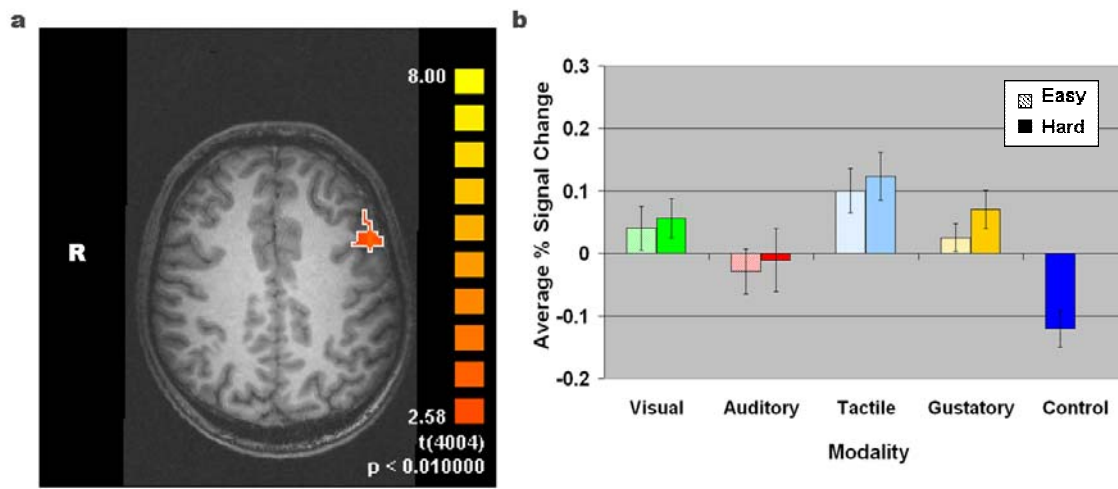 a
R
8.00
2.58
t(4004)
p < 0.010000
b
Average % Signal Change
0.3
0.2
0.1
0
-0.1
-0.2
Easy
Hard
Visual Auditory Tactile Gustatory Control
Modality